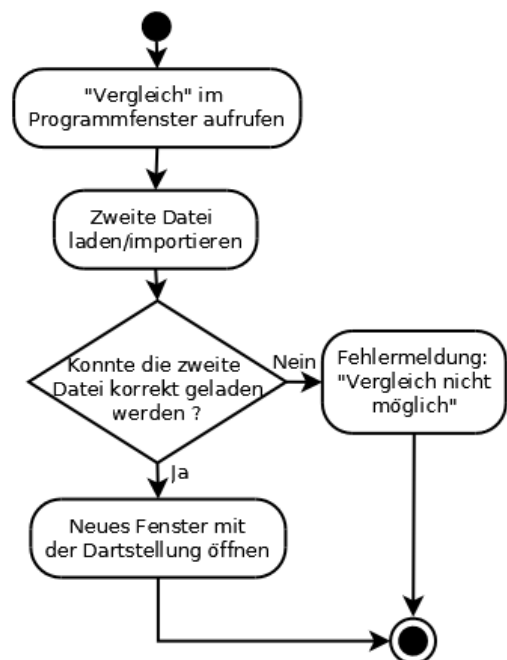 "Vergleich" im
Programmfenster aufrufen
Zweite Datei
laden/importieren
Konnte die zweite
Datei korrekt geladen
werden ?
Nein
Fehlermeldung:
"Vergleich nicht
möglich"
Ja
Neues Fenster mit
der Dartstellung öffnen